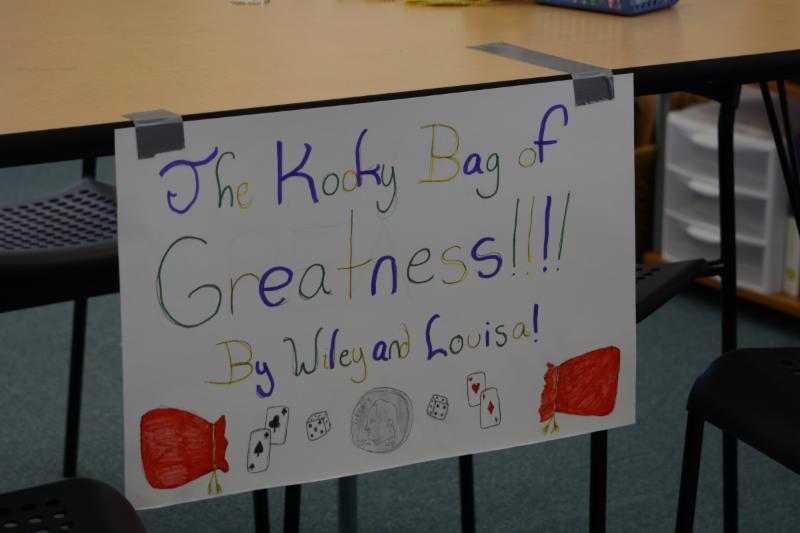 The Kooky Bag of
Greatness!!!!
By Wiley and Louisa!